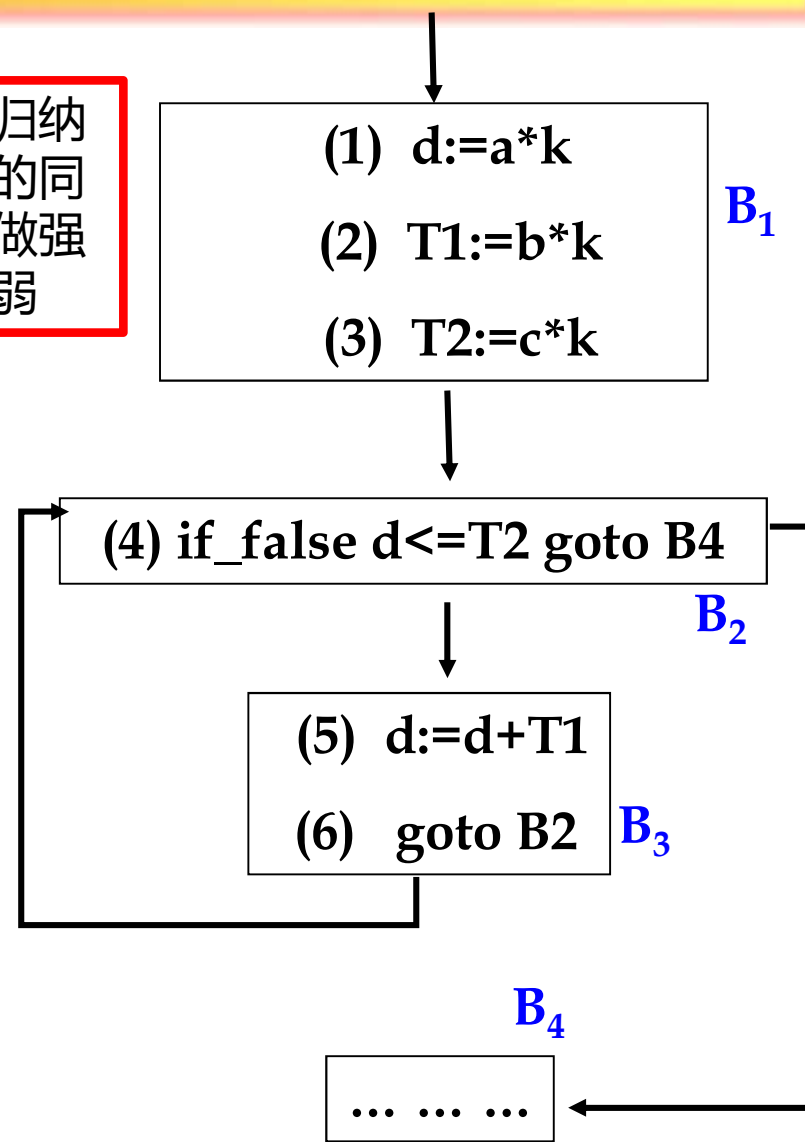 归纳
的同
做强
弱
(1) d:=a*k
(2) T1:=b*k
(3) T2:=c*k
B₁
(4) if_false d<=T2 goto B4
B₂
(5) d:=d+T1
(6) goto B2
B₃
B₄
... ... ...